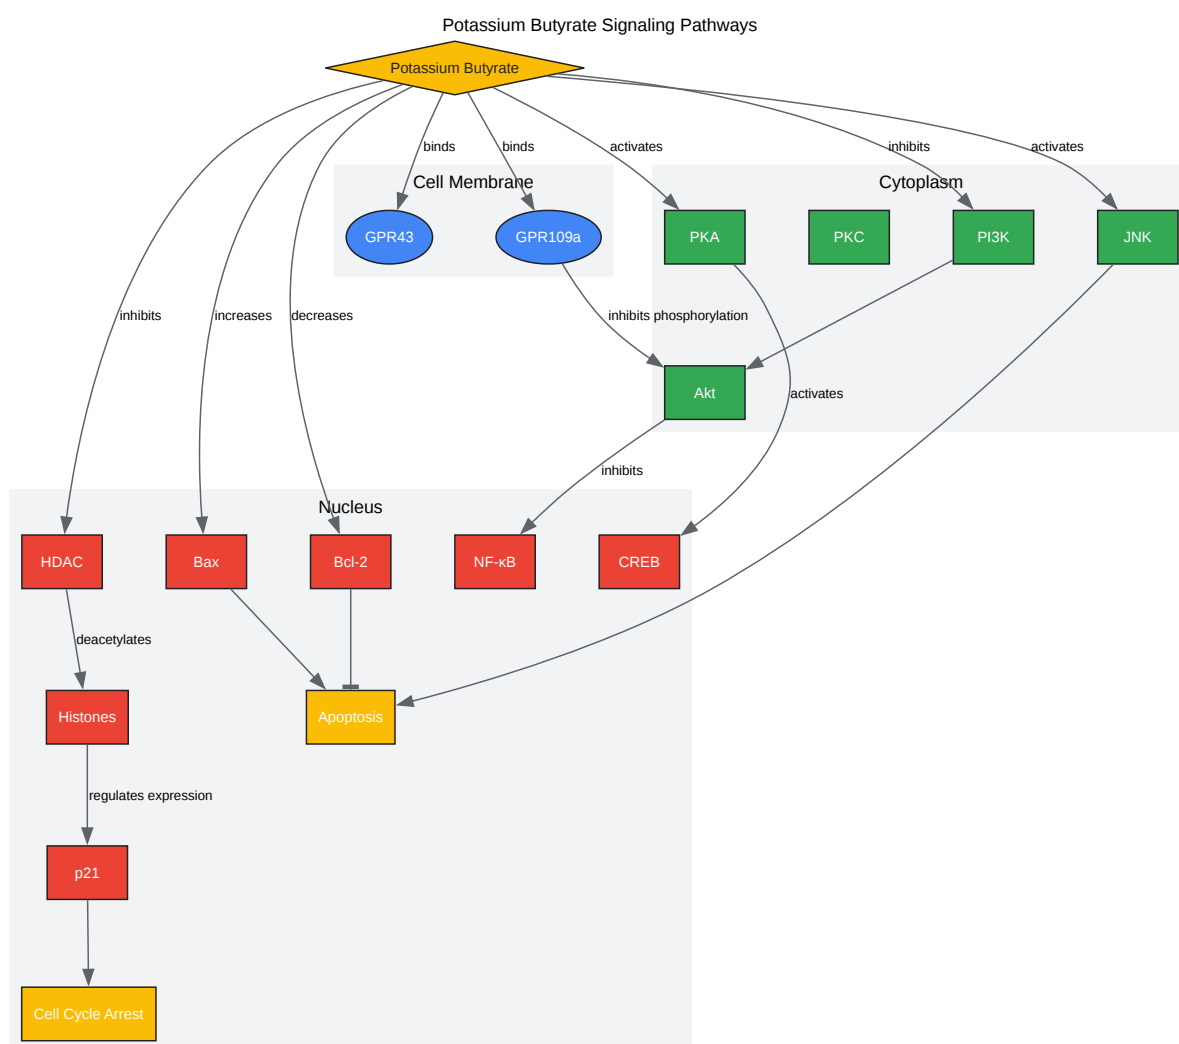 Potassium Butyrate Signaling Pathways
Potassium Butyrate
binds
binds
activates
inhibits
activates
Cell Membrane
Cytoplasm
GPR43
GPR109a
PKA
PKC
PI3K
JNK
inhibits
increases
decreases
inhibits phosphorylation
Akt
activates
inhibits
Nucleus
HDAC
Bax
Bcl-2
NF-κB
CREB
deacetylates
Histones
Apoptosis
regulates expression
p21
Cell Cycle Arrest